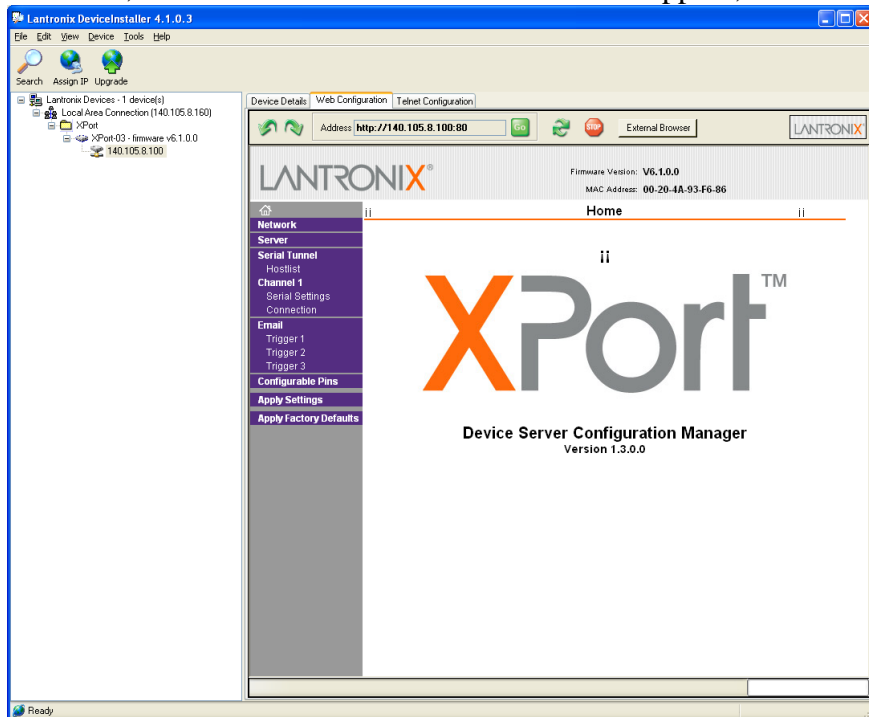 Lantronix DeviceInstaller 4.1.0.3
File Edit View Device Tools Help
Search Assign IP Upgrade
Lantronix Devices - 1 device(s)
Local Area Connection (140.105.8.160)
XPort
XPort-03 - firmware v6.1.0.0
140.105.8.100
Device Details Web Configuration Telnet Configuration
Address http://140.105.8.100:80 Go STOP External Browser LANTRONIX
LANTRONIX®
Firmware Version: V6.1.0.0
MAC Address: 00-20-4A-93-F6-86
¡¡ Home ¡¡
Network
Server
Serial Tunnel
Hostlist
Channel 1
Serial Settings
Connection
Email
Trigger 1
Trigger 2
Trigger 3
Configurable Pins
Apply Settings
Apply Factory Defaults
¡¡
XPort™
Device Server Configuration Manager
Version 1.3.0.0
Ready